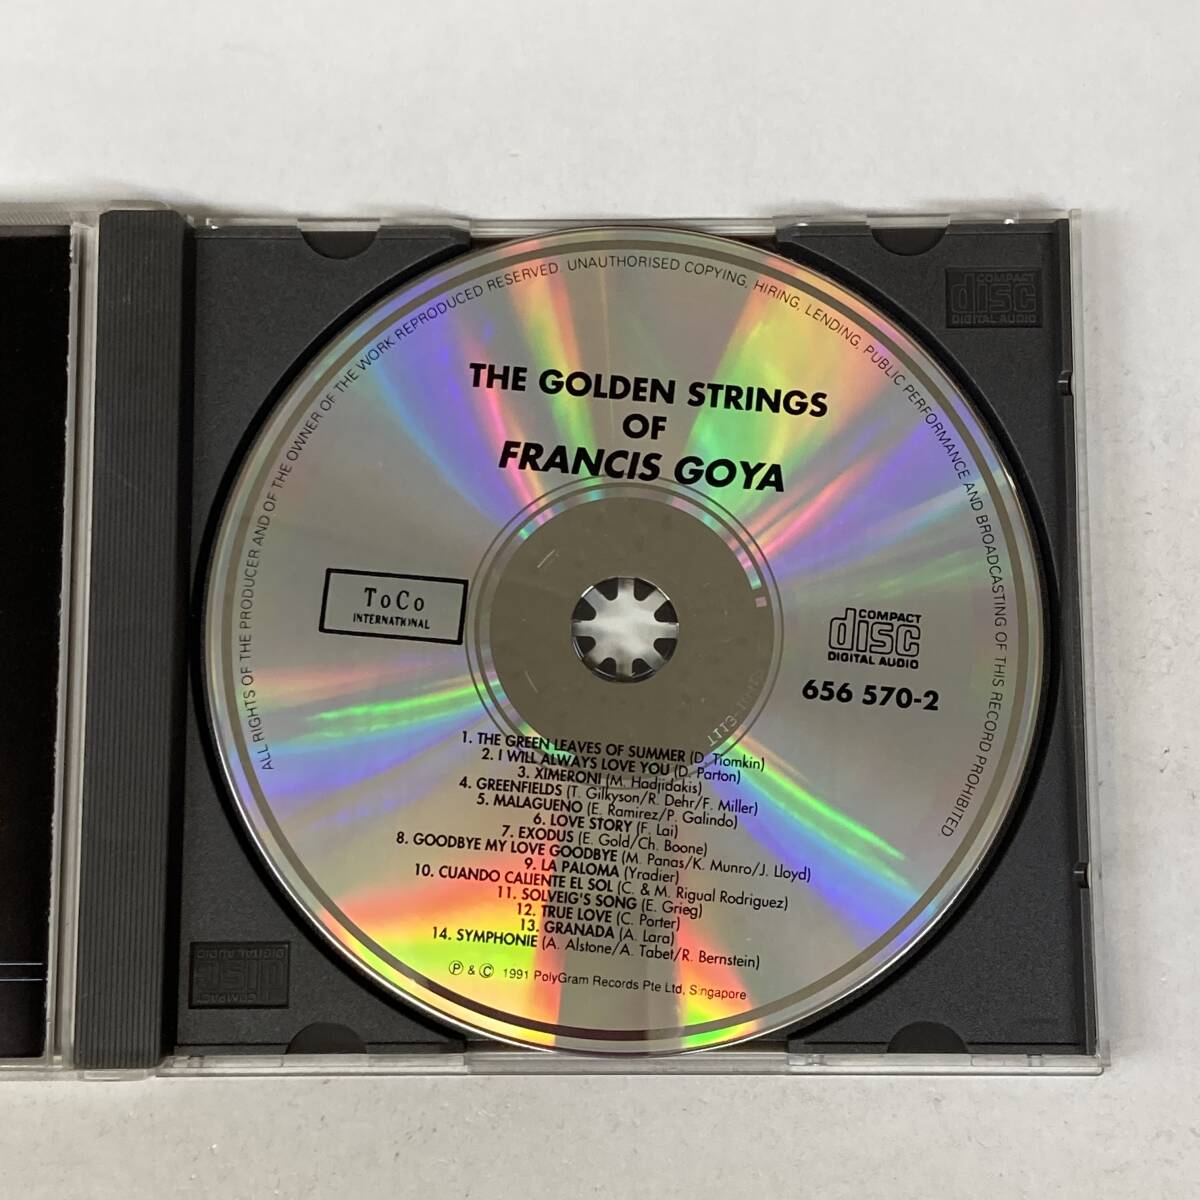 ALL RIGHTS OF THE PRODUCER AND OF THE OWNER OF THE WORK REPRODUCED RESERVED. UNAUTHORISED COPYING, HIRING, LENDING, PUBLIC PERFORMANCE AND BROADCASTING OF THIS RECORD PROHIBITED
THE GOLDEN STRINGS
OF
FRANCIS GOYA
ToCo
INTERNATIONAL
COMPACT
disc
DIGITAL AUDIO
656 570-2
1. THE GREEN LEAVES OF SUMMER (D. Tiomkin)
2. I WILL ALWAYS LOVE YOU (D. Parton)
3. XIMERONI (M. Hadjidakis)
4. GREENFIELDS (T. Gilkyson/R. Dehr/F. Miller)
5. MALAGUENO (E. Ramirez/P. Galindo)
6. LOVE STORY (F. Lai)
7. EXODUS (E. Gold/Ch. Boone)
8. GOODBYE MY LOVE GOODBYE (M. Panas/K. Munro/J. Lloyd)
9. LA PALOMA (Yradier)
10. CUANDO CALIENTE EL SOL (C. & M. Rigual Rodriguez)
11. SOLVEIG'S SONG (E. Grieg)
12. TRUE LOVE (C. Porter)
13. GRANADA (A. Lara)
14. SYMPHONIE (A. Alstone/A. Tabet/R. Bernstein)
℗ & © 1991 PolyGram Records Pte Ltd, Singapore
COMPACT
disc
DIGITAL AUDIO
COMPACT
disc
DIGITAL AUDIO